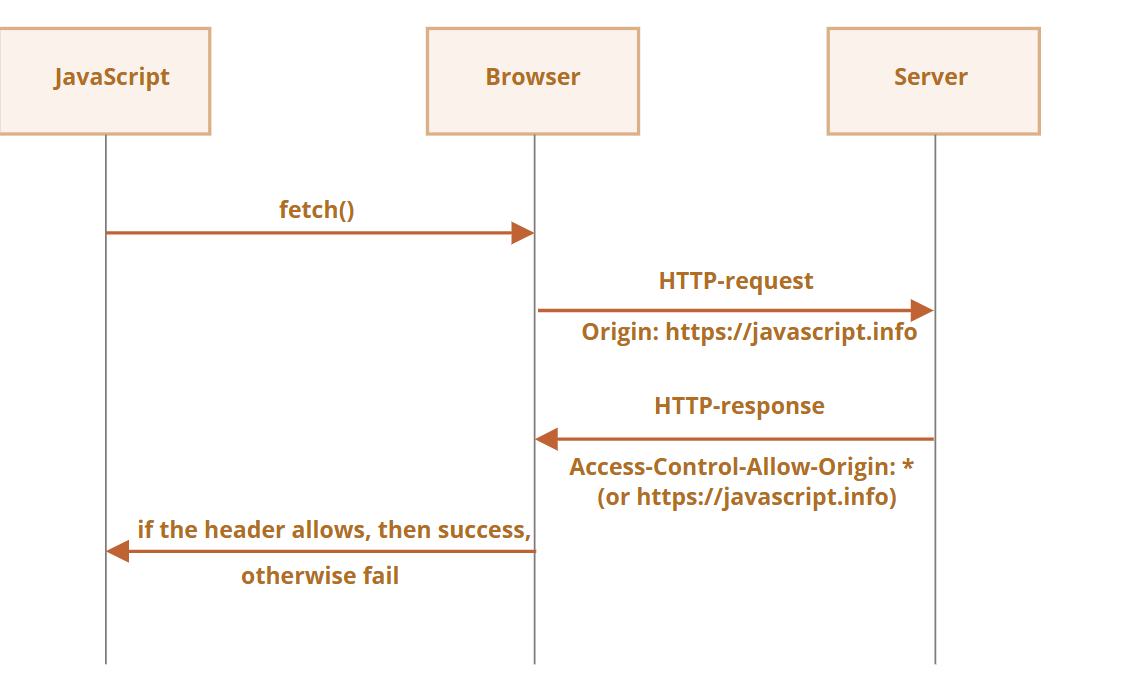 JavaScript
Browser
Server
fetch()
HTTP-request
Origin: https://javascript.info
HTTP-response
Access-Control-Allow-Origin: *
(or https://javascript.info)
if the header allows, then success,
otherwise fail